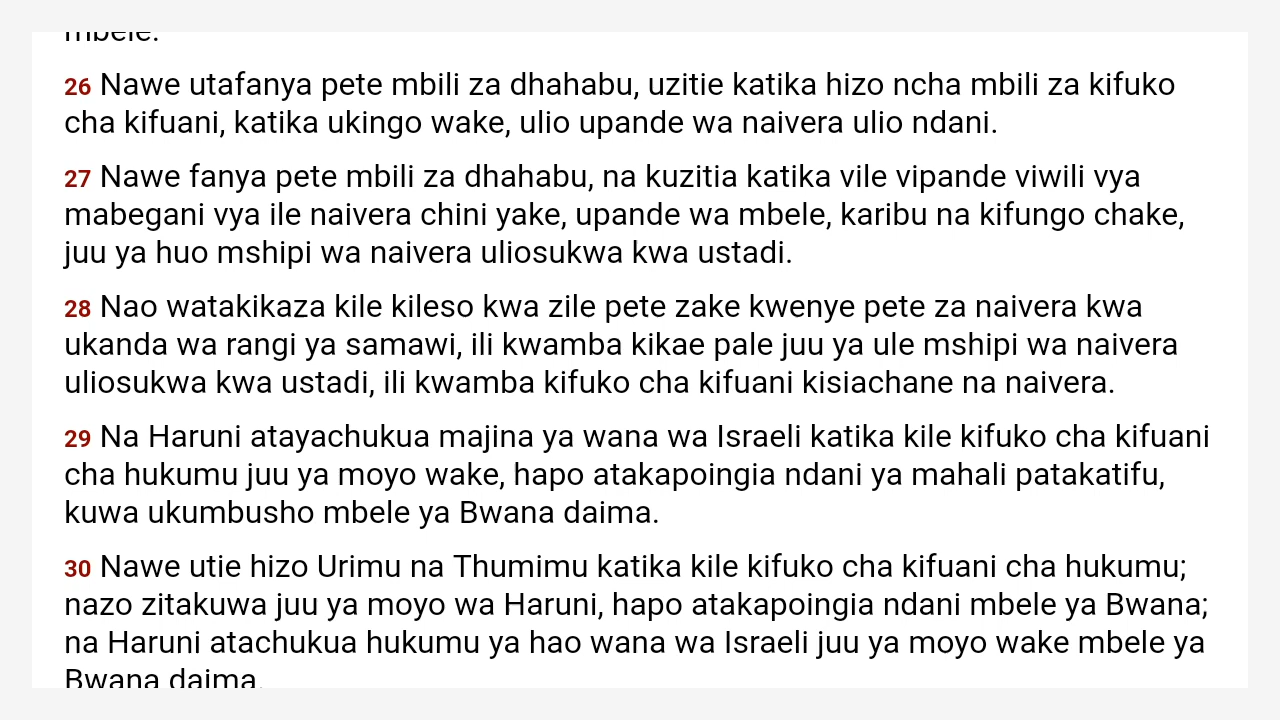 mbele.
26 Nawe utafanya pete mbili za dhahabu, uzitie katika hizo ncha mbili za kifuko
cha kifuani, katika ukingo wake, ulio upande wa naivera ulio ndani.
27 Nawe fanya pete mbili za dhahabu, na kuzitia katika vile vipande viwili vya
mabegani vya ile naivera chini yake, upande wa mbele, karibu na kifungo chake,
juu ya huo mshipi wa naivera uliosukwa kwa ustadi.
28 Nao watakikaza kile kileso kwa zile pete zake kwenye pete za naivera kwa
ukanda wa rangi ya samawi, ili kwamba kikae pale juu ya ule mshipi wa naivera
uliosukwa kwa ustadi, ili kwamba kifuko cha kifuani kisiachane na naivera.
29 Na Haruni atayachukua majina ya wana wa Israeli katika kile kifuko cha kifuani
cha hukumu juu ya moyo wake, hapo atakapoingia ndani ya mahali patakatifu,
kuwa ukumbusho mbele ya Bwana daima.
30 Nawe utie hizo Urimu na Thumimu katika kile kifuko cha kifuani cha hukumu;
nazo zitakuwa juu ya moyo wa Haruni, hapo atakapoingia ndani mbele ya Bwana;
na Haruni atachukua hukumu ya hao wana wa Israeli juu ya moyo wake mbele ya
Bwana daima.